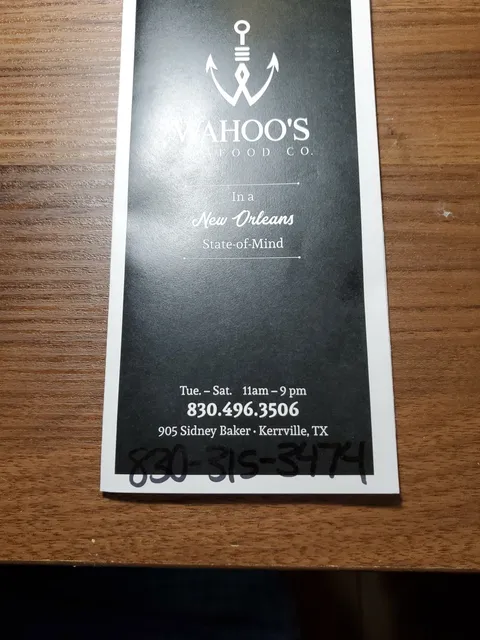 WAHOO'S
SEAFOOD CO.
In a
New Orleans
State-of-Mind
Tue. – Sat. 11am – 9 pm
830.496.3506
905 Sidney Baker · Kerrville, TX
830-315-3474